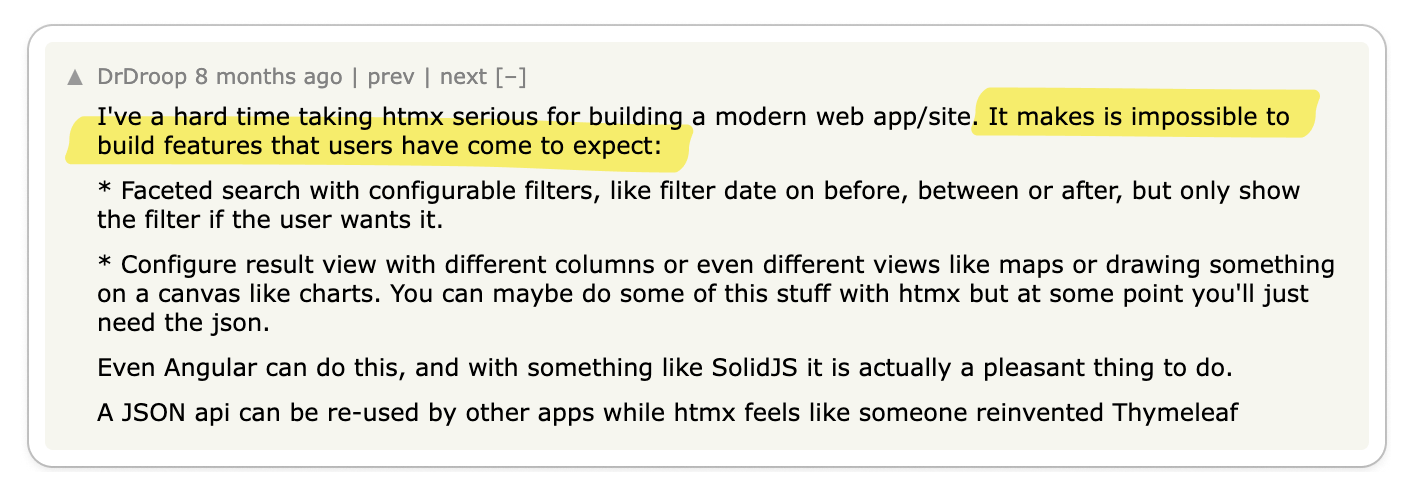 ▲ DrDroop 8 months ago | prev | next [–]
I've a hard time taking htmx serious for building a modern web app/site. It makes is impossible to
build features that users have come to expect:
* Faceted search with configurable filters, like filter date on before, between or after, but only show
the filter if the user wants it.
* Configure result view with different columns or even different views like maps or drawing something
on a canvas like charts. You can maybe do some of this stuff with htmx but at some point you'll just
need the json.
Even Angular can do this, and with something like SolidJS it is actually a pleasant thing to do.
A JSON api can be re-used by other apps while htmx feels like someone reinvented Thymeleaf